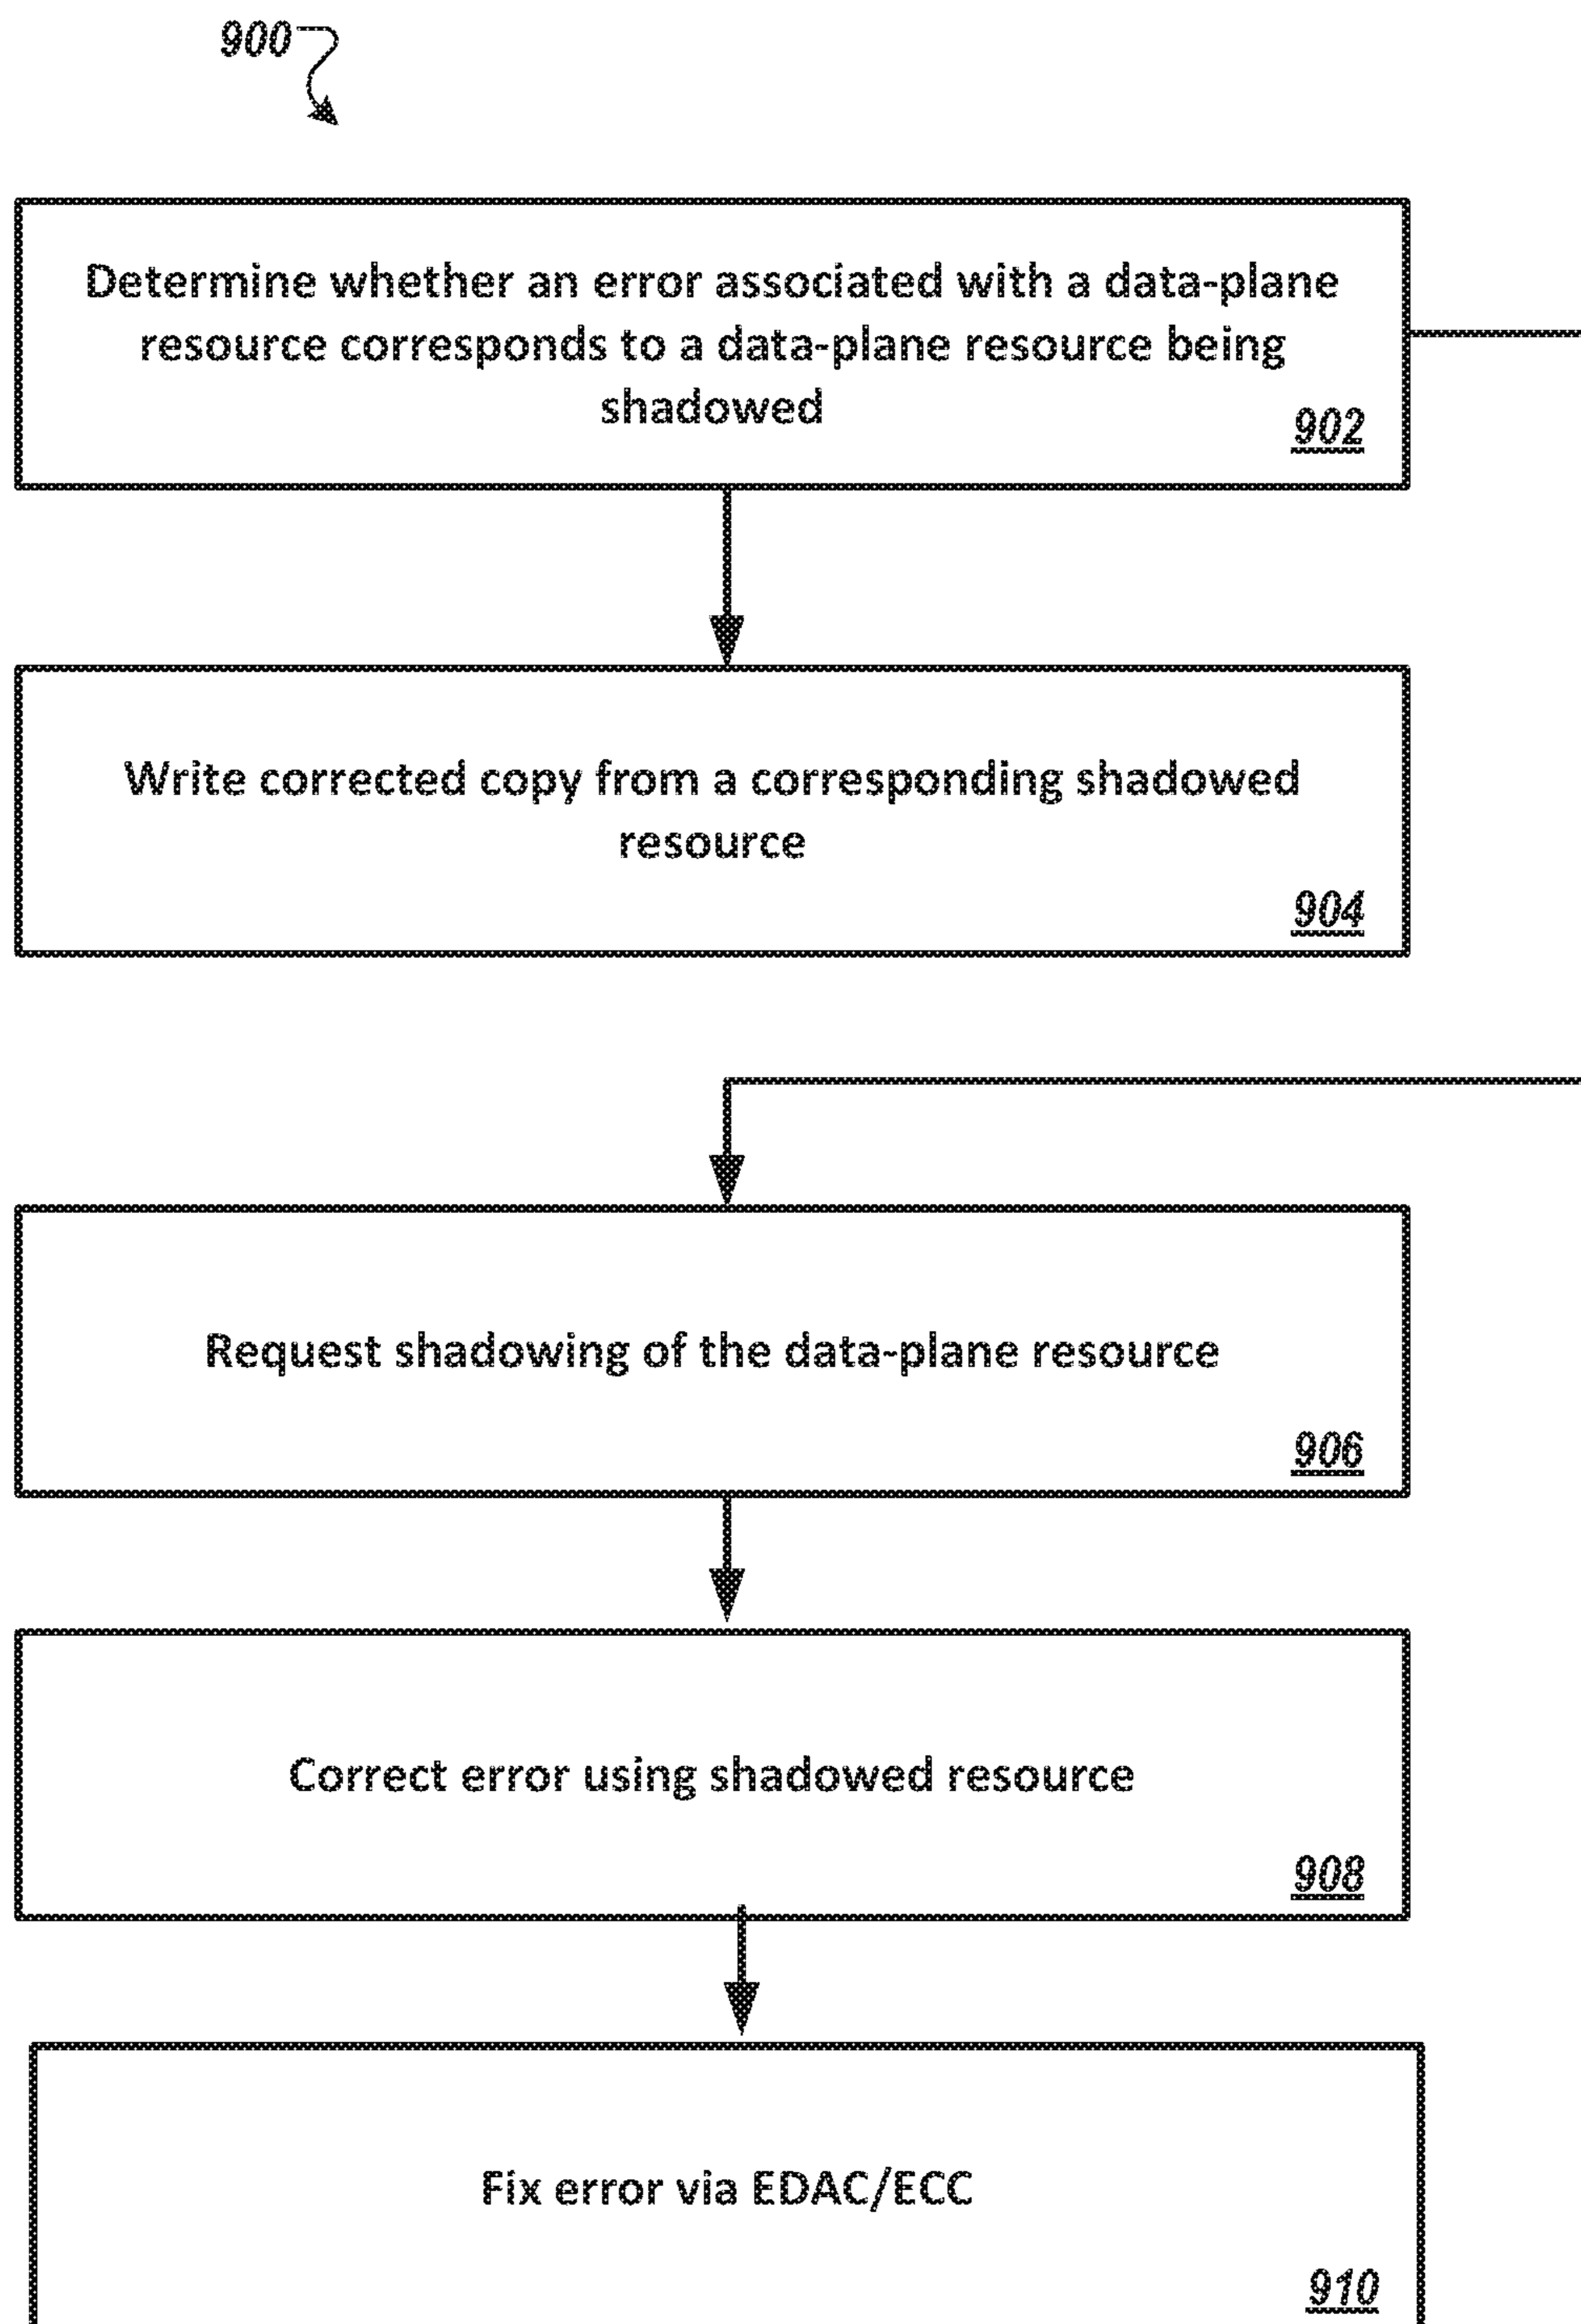 900
Determine whether an error associated with a data-plane
resource corresponds to a data-plane resource being
shadowed
902
Write corrected copy from a corresponding shadowed
resource
904
Request shadowing of the data-plane resource
906
Correct error using shadowed resource
908
Fix error via EDAC/ECC
910